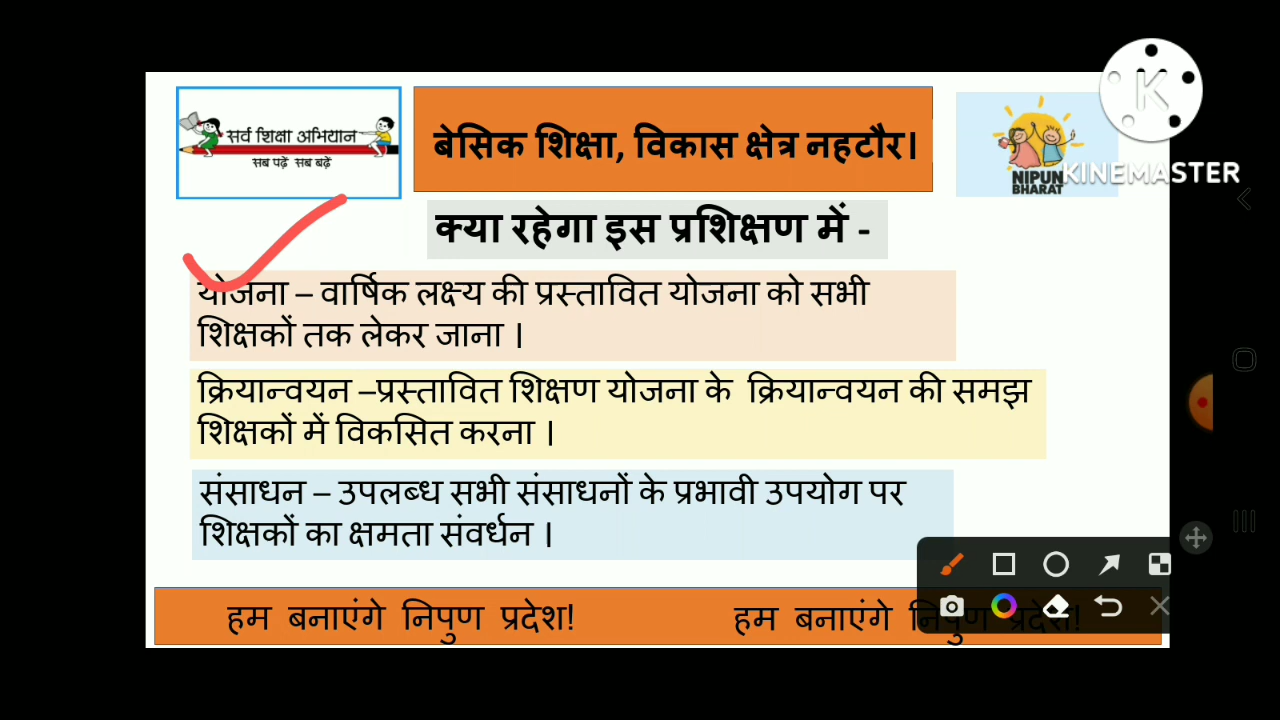 सर्व शिक्षा अभियान
सब पढ़ें सब बढ़ें
बेसिक शिक्षा, विकास क्षेत्र नहटौर।
NIPUN
BHARAT
KINEMASTER
क्या रहेगा इस प्रशिक्षण में -
योजना – वार्षिक लक्ष्य की प्रस्तावित योजना को सभी
शिक्षकों तक लेकर जाना ।
क्रियान्वयन –प्रस्तावित शिक्षण योजना के क्रियान्वयन की समझ
शिक्षकों में विकसित करना ।
संसाधन – उपलब्ध सभी संसाधनों के प्रभावी उपयोग पर
शिक्षकों का क्षमता संवर्धन ।
हम बनाएंगे निपुण प्रदेश!
हम बनाएंगे निपुण प्रदेश!